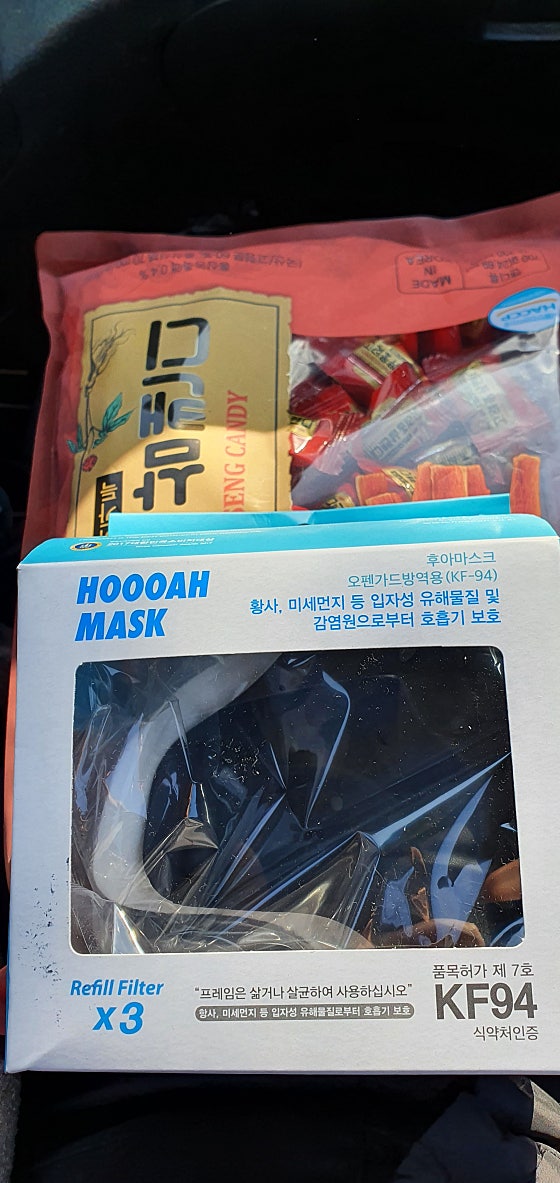 MADE
IN
KOREA
HACCP
캔디
SENG CANDY
HOOOAH
MASK
후아마스크
오펜가드방역용(KF-94)
황사, 미세먼지 등 입자성 유해물질 및
감염원으로부터 호흡기 보호
Refill Filter
x3
"프레임은 삶거나 살균하여 사용하십시오"
황사, 미세먼지 등 입자성 유해물질로부터 호흡기 보호
품목허가 제 7호
KF94
식약처인증